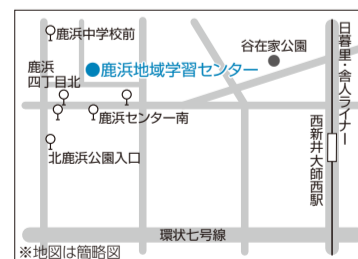 鹿浜中学校前
谷在家公園
日暮里・舎人ライナー
鹿浜地域学習センター
鹿浜
四丁目北
鹿浜センター南
西新井大師西駅
北鹿浜公園入口
環状七号線
※地図は簡略図